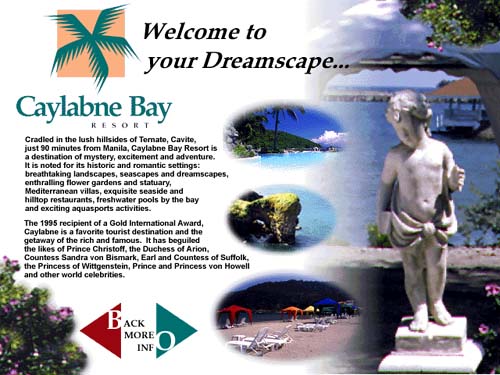 Welcome to
your Dreamscape...
Caylabne Bay
RESORT
Cradled in the lush hillsides of Ternate, Cavite,
just 90 minutes from Manila, Caylabne Bay Resort is
a destination of mystery, excitement and adventure.
It is noted for its historic and romantic settings:
breathtaking landscapes, seascapes and dreamscapes,
enthralling flower gardens and statuary,
Mediterranean villas, exquisite seaside and
hilltop restaurants, freshwater pools by the bay
and exciting aquasports activities.
The 1995 recipient of a Gold International Award,
Caylabne is a favorite tourist destination and the
getaway of the rich and famous. It has beguiled
the likes of Prince Christoff, the Duchess of Arion,
Countess Sandra von Bismark, Earl and Countess of Suffolk,
the Princess of Wittgenstein, Prince and Princess von Howell
and other world celebrities.
BACK
MORE
INFO